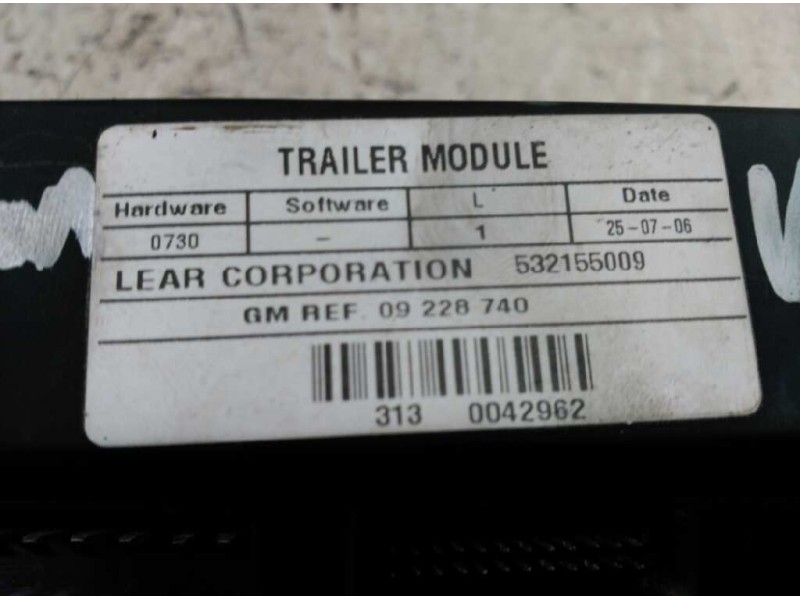 TRAILER MODULE
Hardware Software L Date
0730 – 1 25-07-06
LEAR CORPORATION 532155009
GM REF. 09 228 740
313 0042962